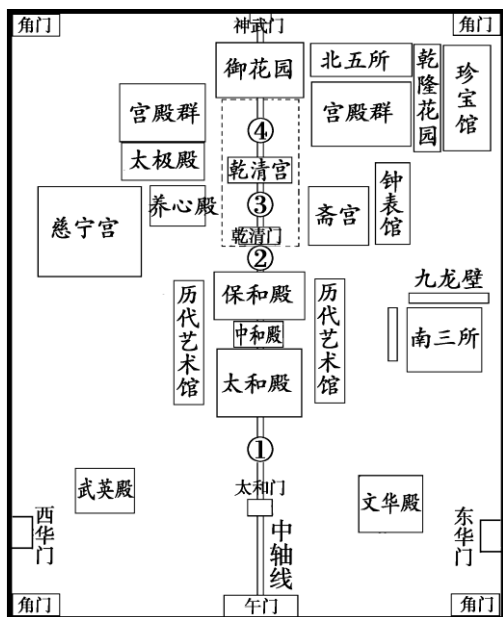 角门
神武门
角门
御花园
北五所
乾隆花园
珍宝馆
宫殿群
宫殿群
④
太极殿
乾清宫
钟表馆
养心殿
③
斋宫
慈宁宫
乾清门
②
九龙壁
历代艺术馆
保和殿
历代艺术馆
中和殿
南三所
太和殿
①
武英殿
太和门
文华殿
西华门
中轴线
东华门
角门
午门
角门